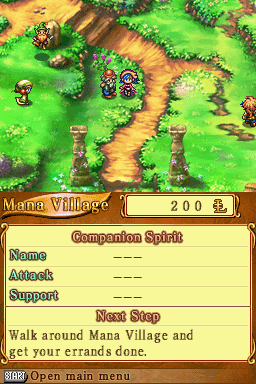 Mana Village
200
Companion Spirit
Name ---
Attack ---
Support ---
Next Step
Walk around Mana Village and
get your errands done.
START Open main menu